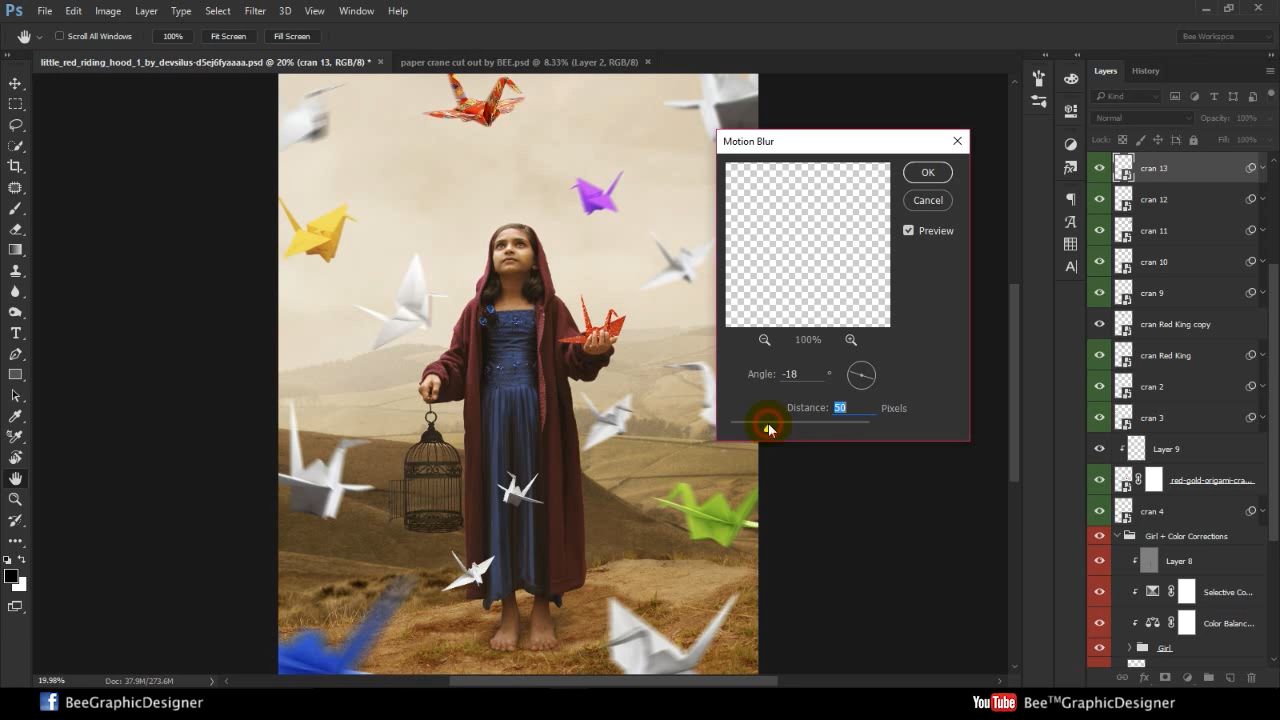 Ps File Edit Image Layer Type Select Filter 3D View Window Help
Scroll All Windows 100% Fit Screen Fill Screen Bee Workspce
little_red_riding_hood_1_by_devsilus-d5ej6fyaaaa.psd @ 20% (cran 13, RGB/8) * × paper crane cut out by BEE.psd @ 8.33% (Layer 2, RGB/8) ×
Layers History
Kind
Normal Opacity: 100%
Lock: Fill: 100%
Motion Blur
OK
Cancel
Preview
100%
Angle: -18 °
Distance: 50 Pixels
cran 13
cran 12
cran 11
cran 10
cran 9
cran Red King copy
cran Red King
cran 2
cran 3
Layer 9
red-gold-origami-cra...
cran 4
Girl + Color Corrections
Layer 8
Selective Co...
Color Balanc...
Girl
19.98% Doc: 37.9M/273.6M
f BeeGraphicDesigner
You Tube Bee™GraphicDesigner